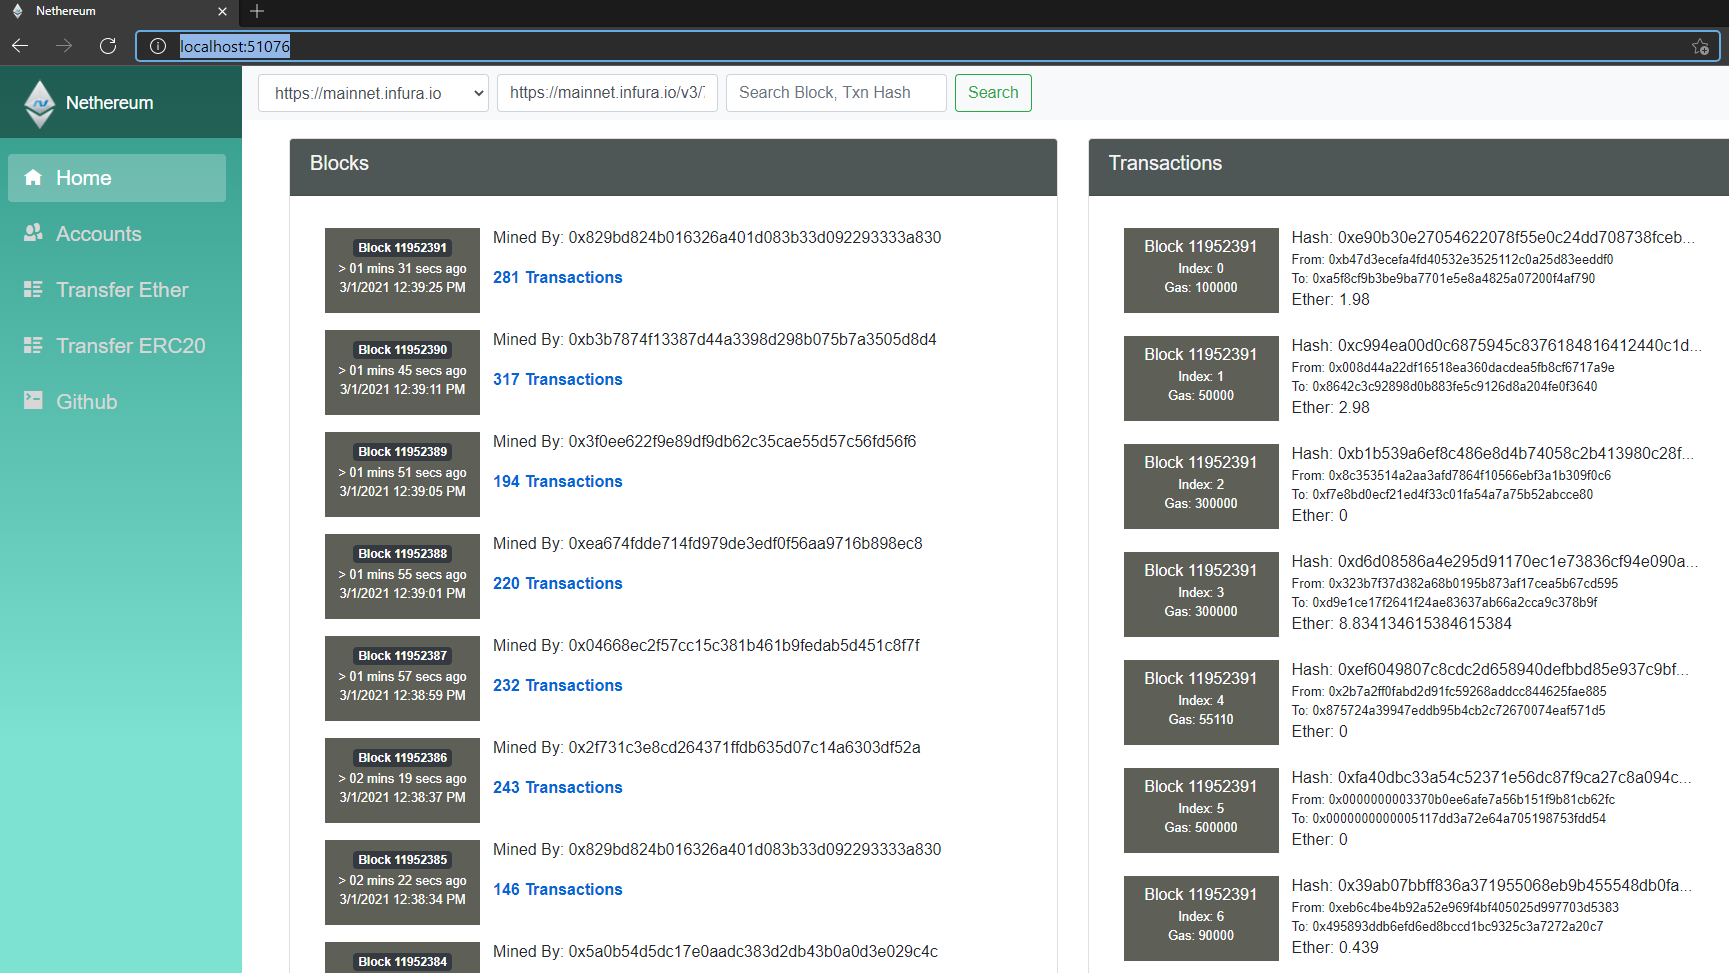 Nethereum
localhost:51076
Nethereum
https://mainnet.infura.io
https://mainnet.infura.io/v3/
Search Block, Txn Hash
Search
Home
Accounts
Transfer Ether
Transfer ERC20
Github
Blocks
Block 11952391
> 01 mins 31 secs ago
3/1/2021 12:39:25 PM
Mined By: 0x829bd824b016326a401d083b33d092293333a830
281 Transactions
Block 11952390
> 01 mins 45 secs ago
3/1/2021 12:39:11 PM
Mined By: 0xb3b7874f13387d44a3398d298b075b7a3505d8d4
317 Transactions
Block 11952389
> 01 mins 51 secs ago
3/1/2021 12:39:05 PM
Mined By: 0x3f0ee622f9e89df9db62c35cae55d57c56fd56f6
194 Transactions
Block 11952388
> 01 mins 55 secs ago
3/1/2021 12:39:01 PM
Mined By: 0xea674fdde714fd979de3edf0f56aa9716b898ec8
220 Transactions
Block 11952387
> 01 mins 57 secs ago
3/1/2021 12:38:59 PM
Mined By: 0x04668ec2f57cc15c381b461b9fedab5d451c8f7f
232 Transactions
Block 11952386
> 02 mins 19 secs ago
3/1/2021 12:38:37 PM
Mined By: 0x2f731c3e8cd264371ffdb635d07c14a6303df52a
243 Transactions
Block 11952385
> 02 mins 22 secs ago
3/1/2021 12:38:34 PM
Mined By: 0x829bd824b016326a401d083b33d092293333a830
146 Transactions
Block 11952384
Mined By: 0x5a0b54d5dc17e0aadc383d2db43b0a0d3e029c4c
Transactions
Block 11952391
Index: 0
Gas: 100000
Hash: 0xe90b30e27054622078f55e0c24dd708738fceb...
From: 0xb47d3ecefa4fd40532e3525112c0a25d83eeddf0
To: 0xa5f8cf9b3be9ba7701e5e8a4825a07200f4af790
Ether: 1.98
Block 11952391
Index: 1
Gas: 50000
Hash: 0xc994ea00d0c6875945c8376184816412440c1d...
From: 0x008d44a22df16518ea360dacdea5fb8cf6717a9e
To: 0x8642c3c92898d0b883fe5c9126d8a204fe0f3640
Ether: 2.98
Block 11952391
Index: 2
Gas: 300000
Hash: 0xb1b539a6ef8c486e8d4b74058c2b413980c28f...
From: 0x8c353514a2aa3afd7864f10566ebf3a1b309f0c6
To: 0xf7e8bd0ecf21ed4f33c01fa54a7a75b52abcce80
Ether: 0
Block 11952391
Index: 3
Gas: 300000
Hash: 0xd6d08586a4e295d91170ec1e73836cf94e090a...
From: 0x323b7f37d382a68b0195b873af17cea5b67cd595
To: 0xd9e1ce17f2641f24ae83637ab66a2cca9c378b9f
Ether: 8.834134615384615384
Block 11952391
Index: 4
Gas: 55110
Hash: 0xef6049807c8cdc2d658940defbbd85e937c9bf...
From: 0x2b7a2ff0fabd2d91fc59268addcc844625fae885
To: 0x875724a39947eddb95b4cb2c72670074eaf571d5
Ether: 0
Block 11952391
Index: 5
Gas: 500000
Hash: 0xfa40dbc33a54c52371e56dc87f9ca27c8a094c...
From: 0x0000000003370b0ee6afe7a56b151f9b81cb62fc
To: 0x0000000000005117dd3a72e64a705198753fdd54
Ether: 0
Block 11952391
Index: 6
Gas: 90000
Hash: 0x39ab07bbff836a371955068eb9b455548db0fa...
From: 0xeb6c4be4b92a52e969f4bf405025d997703d5383
To: 0x495893ddb6efd6ed8bccd1bc9325c3a7272a20c7
Ether: 0.439